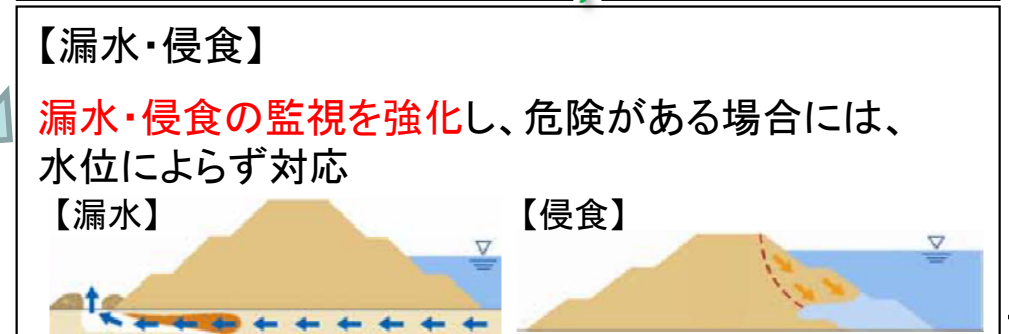 【漏水・侵食】
漏水・侵食の監視を強化し、危険がある場合には、
水位によらず対応
【漏水】
【侵食】